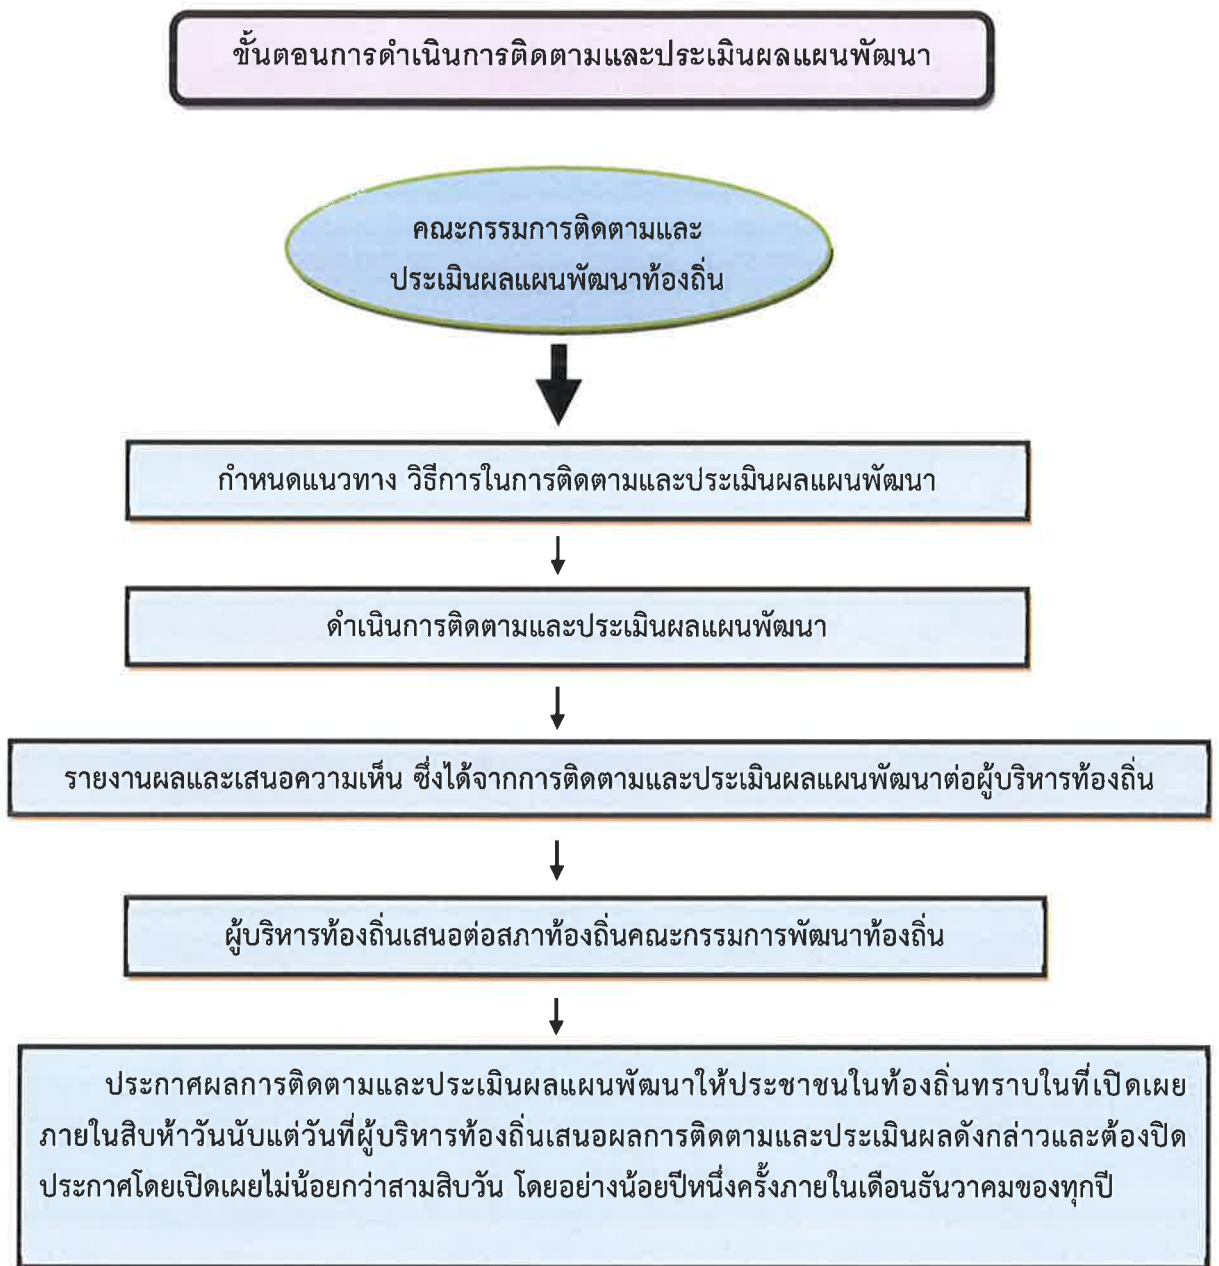 ขั้นตอนการดำเนินการติดตามและประเมินผลแผนพัฒนา
คณะกรรมการติดตามและ
ประเมินผลแผนพัฒนาท้องถิ่น
กำหนดแนวทาง วิธีการในการติดตามและประเมินผลแผนพัฒนา
ดำเนินการติดตามและประเมินผลแผนพัฒนา
รายงานผลและเสนอความเห็น ซึ่งได้จากการติดตามและประเมินผลแผนพัฒนาต่อผู้บริหารท้องถิ่น
ผู้บริหารท้องถิ่นเสนอต่อสภาท้องถิ่นคณะกรรมการพัฒนาท้องถิ่น
ประกาศผลการติดตามและประเมินผลแผนพัฒนาให้ประชาชนในท้องถิ่นทราบในที่เปิดเผย
ภายในสิบห้าวันนับแต่วันที่ผู้บริหารท้องถิ่นเสนอผลการติดตามและประเมินผลดังกล่าวและต้องปิด
ประกาศโดยเปิดเผยไม่น้อยกว่าสามสิบวัน โดยอย่างน้อยปีหนึ่งครั้งภายในเดือนธันวาคมของทุกปี